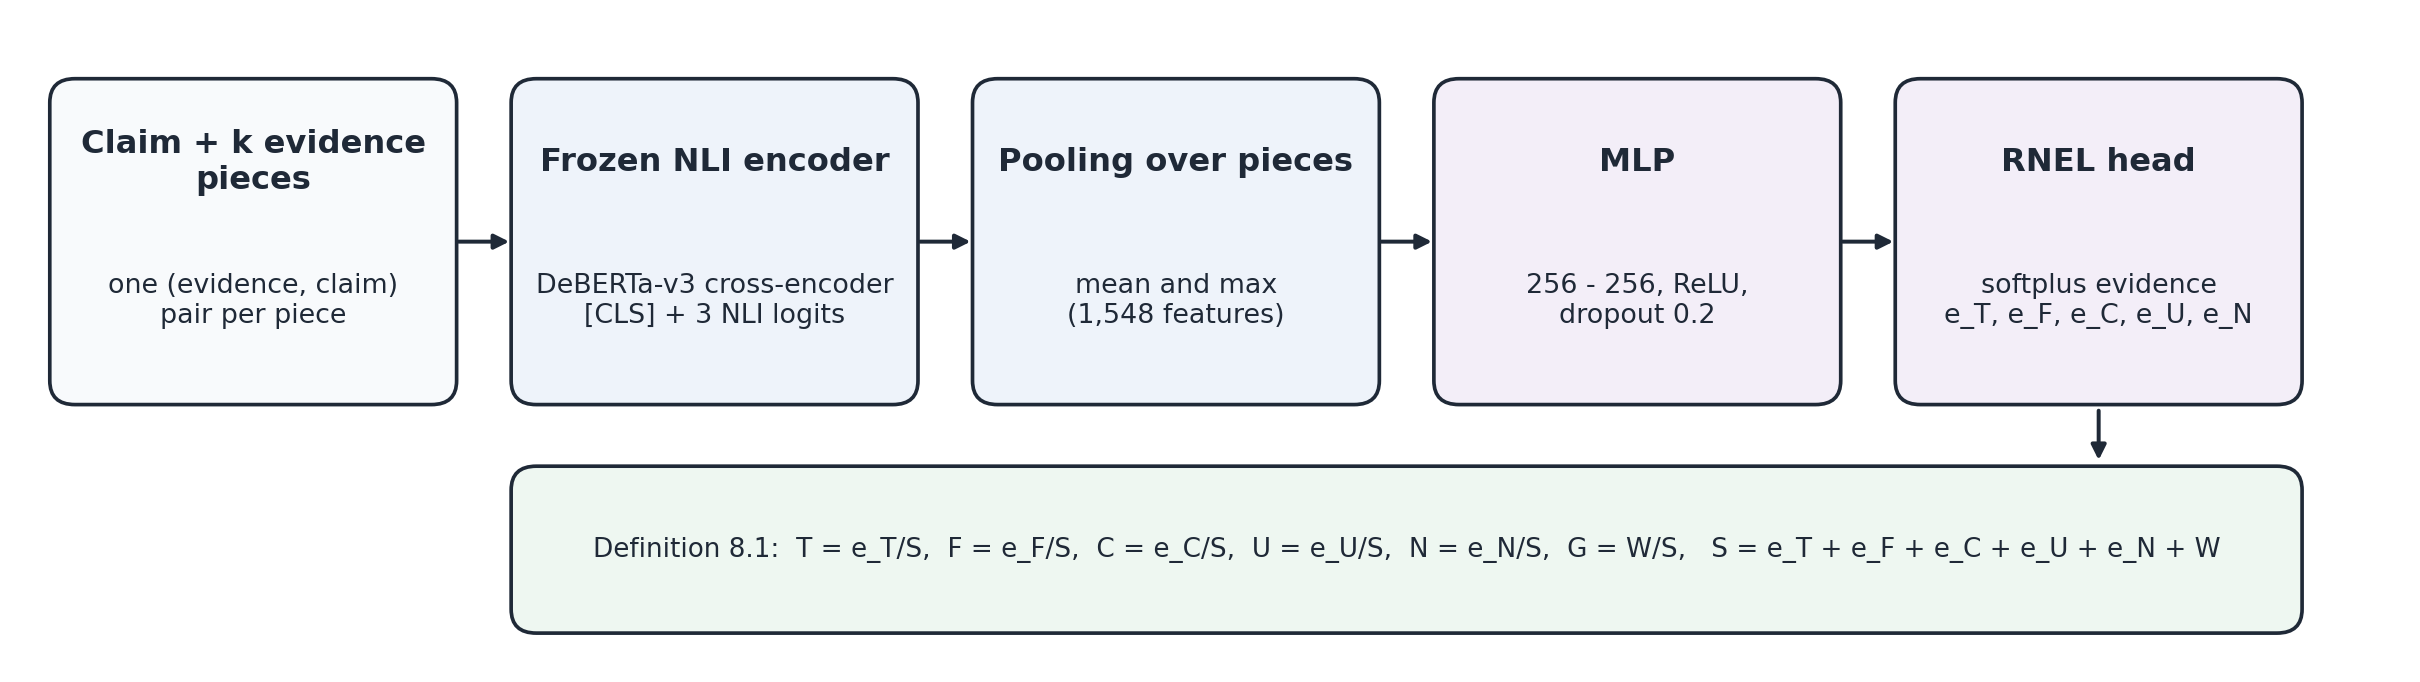 Claim + k evidence
pieces
one (evidence, claim)
pair per piece
Frozen NLI encoder
DeBERTa-v3 cross-encoder
[CLS] + 3 NLI logits
Pooling over pieces
mean and max
(1,548 features)
MLP
256 - 256, ReLU,
dropout 0.2
RNEL head
softplus evidence
e_T, e_F, e_C, e_U, e_N
Definition 8.1:  T = e_T/S,  F = e_F/S,  C = e_C/S,  U = e_U/S,  N = e_N/S,  G = W/S,   S = e_T + e_F + e_C + e_U + e_N + W